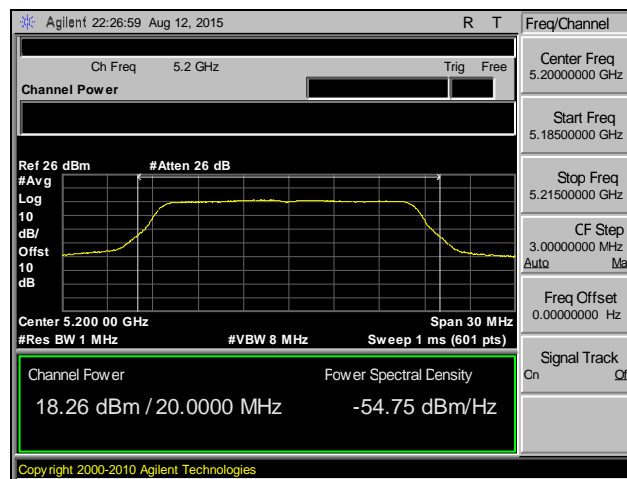 Agilent 22:26:59 Aug 12, 2015 R T
Freq/Channel
Ch Freq 5.2 GHz Trig Free
Channel Power
Center Freq
5.20000000 GHz
Start Freq
5.18500000 GHz
Stop Freq
5.21500000 GHz
CF Step
3.00000000 MHz
Auto Ma
Freq Offset
0.00000000 Hz
Signal Track
On Of
Ref 26 dBm #Atten 26 dB
#Avg
Log
10
dB/
Offst
10
dB
Center 5.200 00 GHz Span 30 MHz
#Res BW 1 MHz #VBW 8 MHz Sweep 1 ms (601 pts)
Channel Fower Fower Spectral Density
18.26 dBm / 20.0000 MHz -54.75 dBm/Hz
Copyright 2000-2010 Agilent Technologies